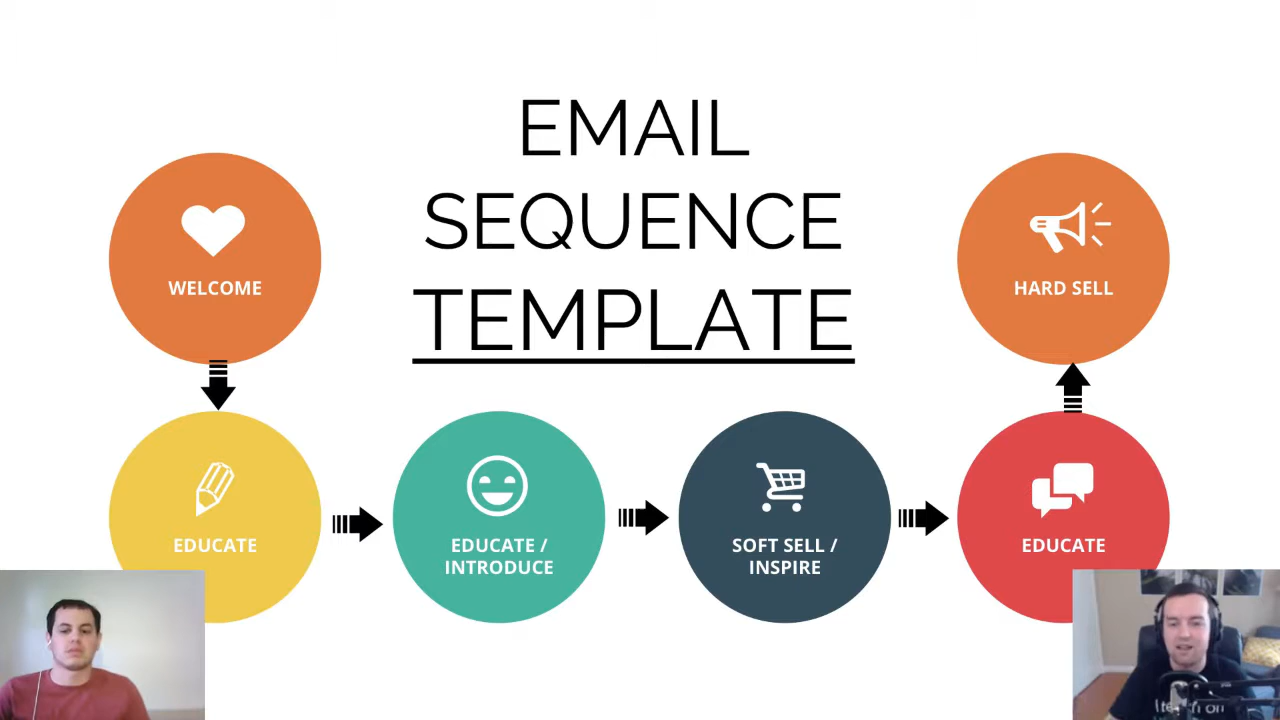 EMAIL
SEQUENCE
TEMPLATE
WELCOME
EDUCATE
EDUCATE /
INTRODUCE
SOFT SELL /
INSPIRE
EDUCATE
HARD SELL